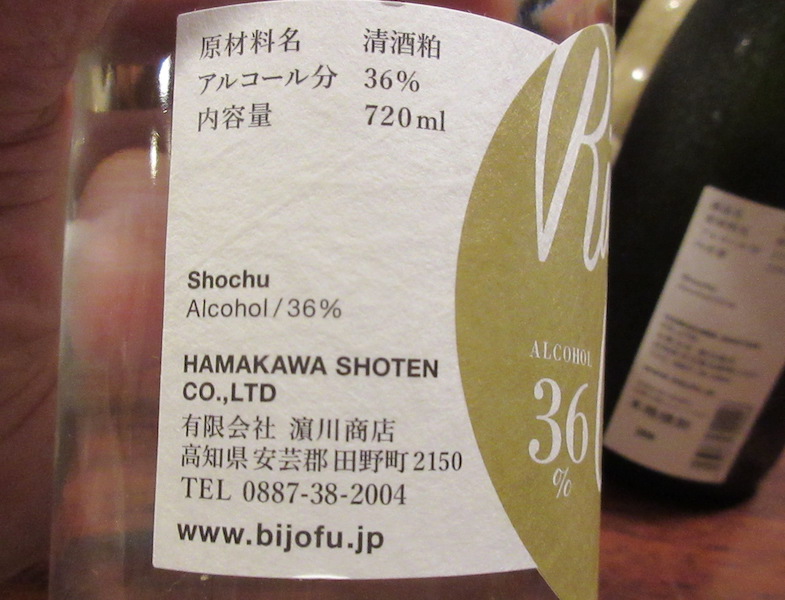 原材料名 清酒粕
アルコール分 36%
内容量 720ml
Shochu
Alcohol/36%
HAMAKAWA SHOTEN
CO.,LTD
有限会社 濵川商店
高知県安芸郡田野町2150
TEL 0887-38-2004
www.bijofu.jp
ALCOHOL
36
%